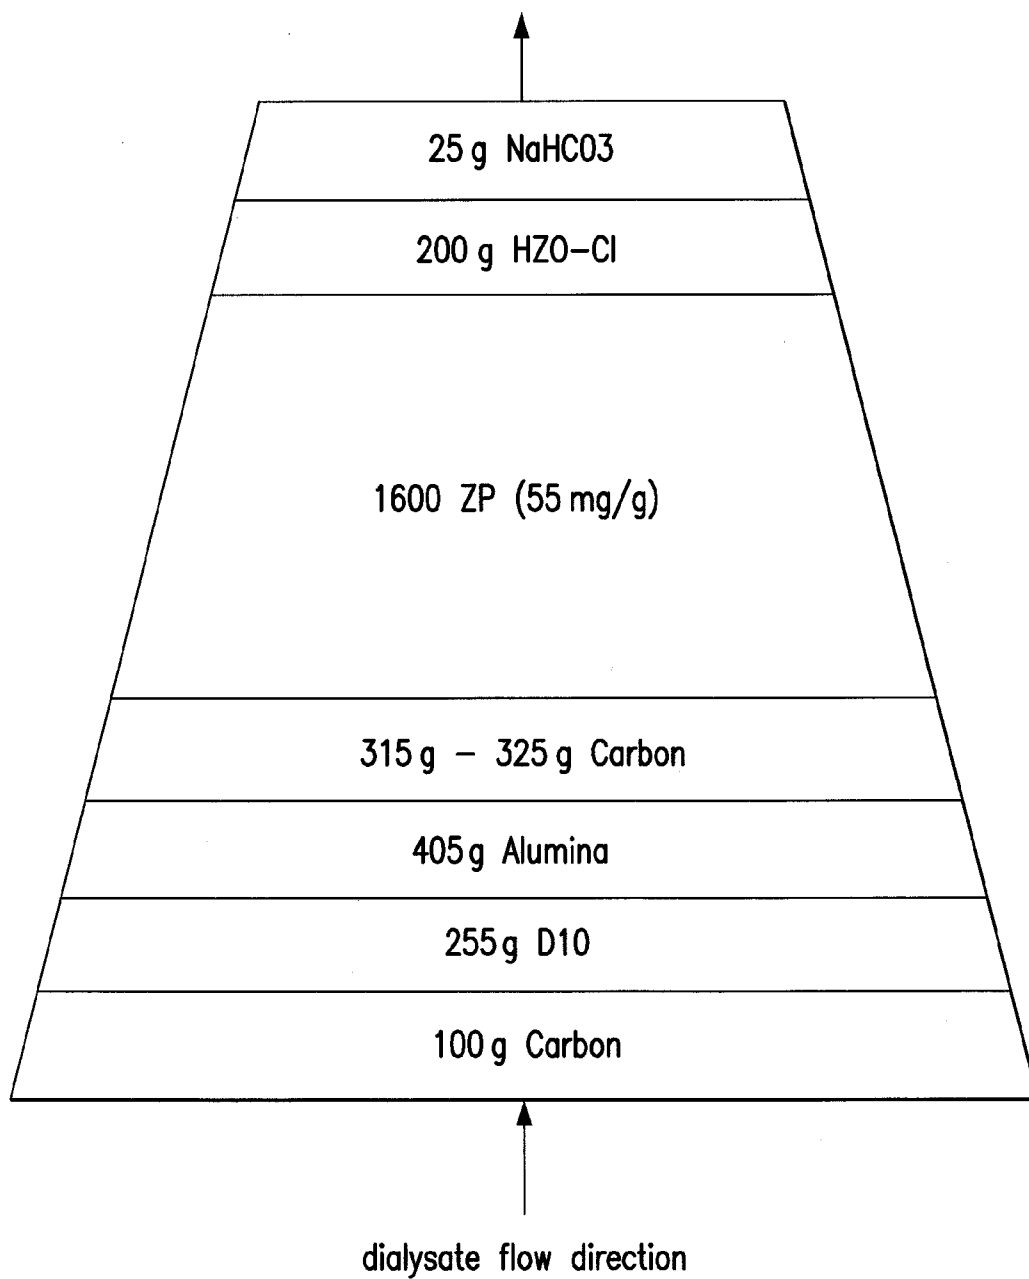 25 g NaHCO3
200 g HZO-Cl
1600 ZP (55 mg/g)
315 g - 325 g Carbon
405 g Alumina
255 g D10
100 g Carbon
dialysate flow direction